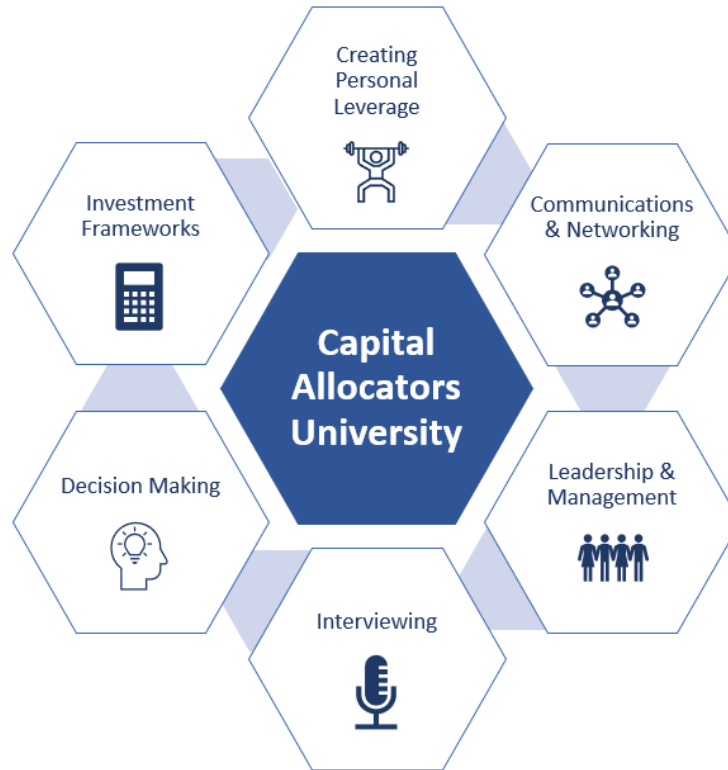 Creating
Personal
Leverage
Investment
Frameworks
Communications
& Networking
Capital
Allocators
University
Decision Making
Leadership &
Management
Interviewing